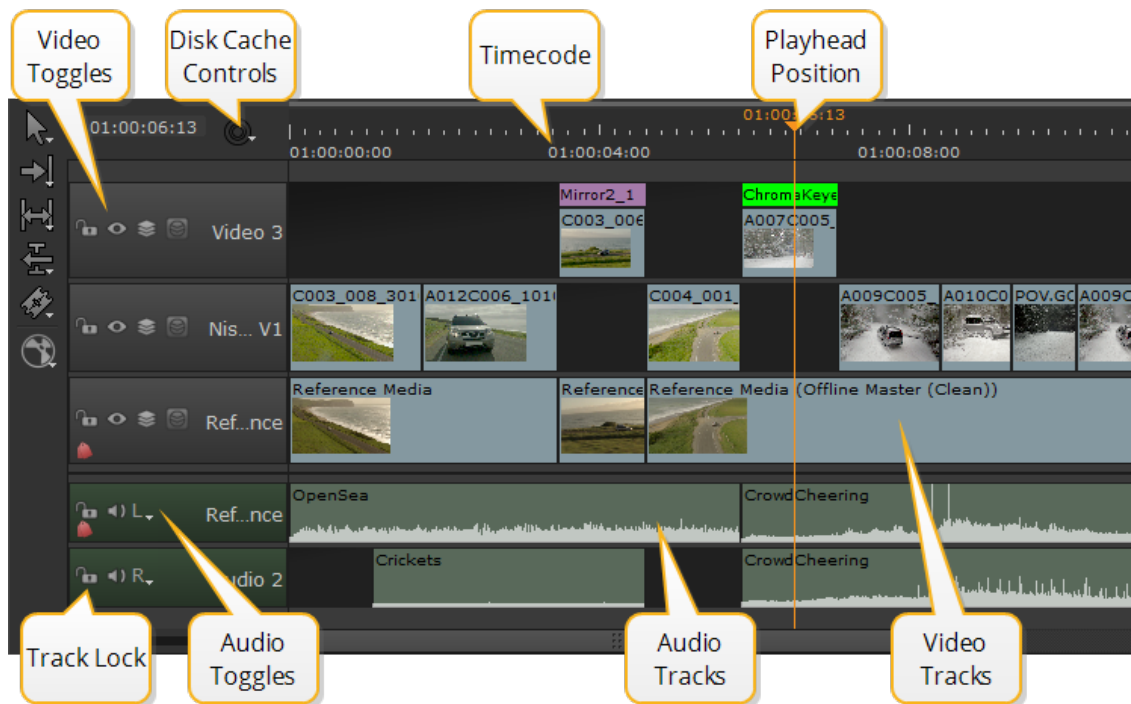 Video
Toggles
Disk Cache
Controls
Timecode
Playhead
Position
01:00:06:13
01:00:00:00
01:00:04:00
01:00:08:00
Video 3
Mirror2_1
C003_006
ChromaKeye
A007C005_
Nis... V1
C003_008_301
A012C006_101
C004_001_
A009C005_
A010C0
POV.GC
A009C
Ref...nce
Reference Media
Reference
Reference Media (Offline Master (Clean))
L
Ref...nce
OpenSea
CrowdCheering
R
udio 2
Crickets
CrowdCheering
Track Lock
Audio
Toggles
Audio
Tracks
Video
Tracks